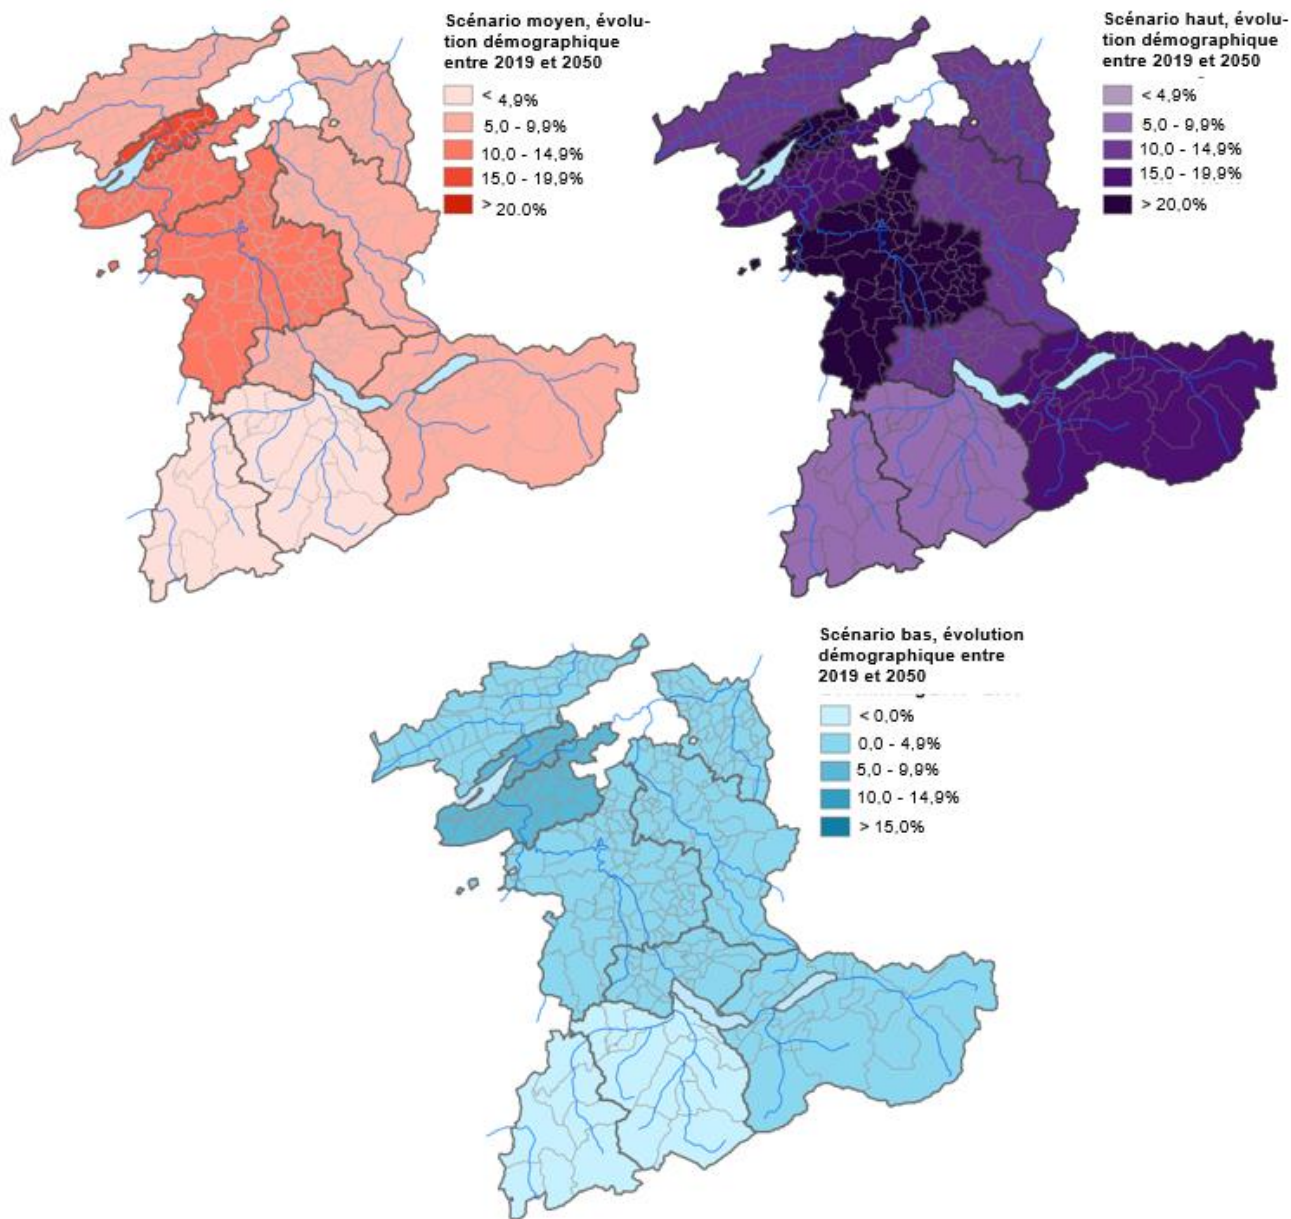 Scénario moyen, évolu-
tion démographique
entre 2019 et 2050
< 4,9%
5,0 - 9,9%
10,0 - 14,9%
15,0 - 19,9%
> 20.0%
Scénario haut, évolu-
tion démographique
entre 2019 et 2050
< 4,9%
5,0 - 9,9%
10,0 - 14,9%
15,0 - 19,9%
> 20,0%
Scénario bas, évolution
démographique entre
2019 et 2050
< 0,0%
0,0 - 4,9%
5,0 - 9,9%
10,0 - 14,9%
> 15,0%